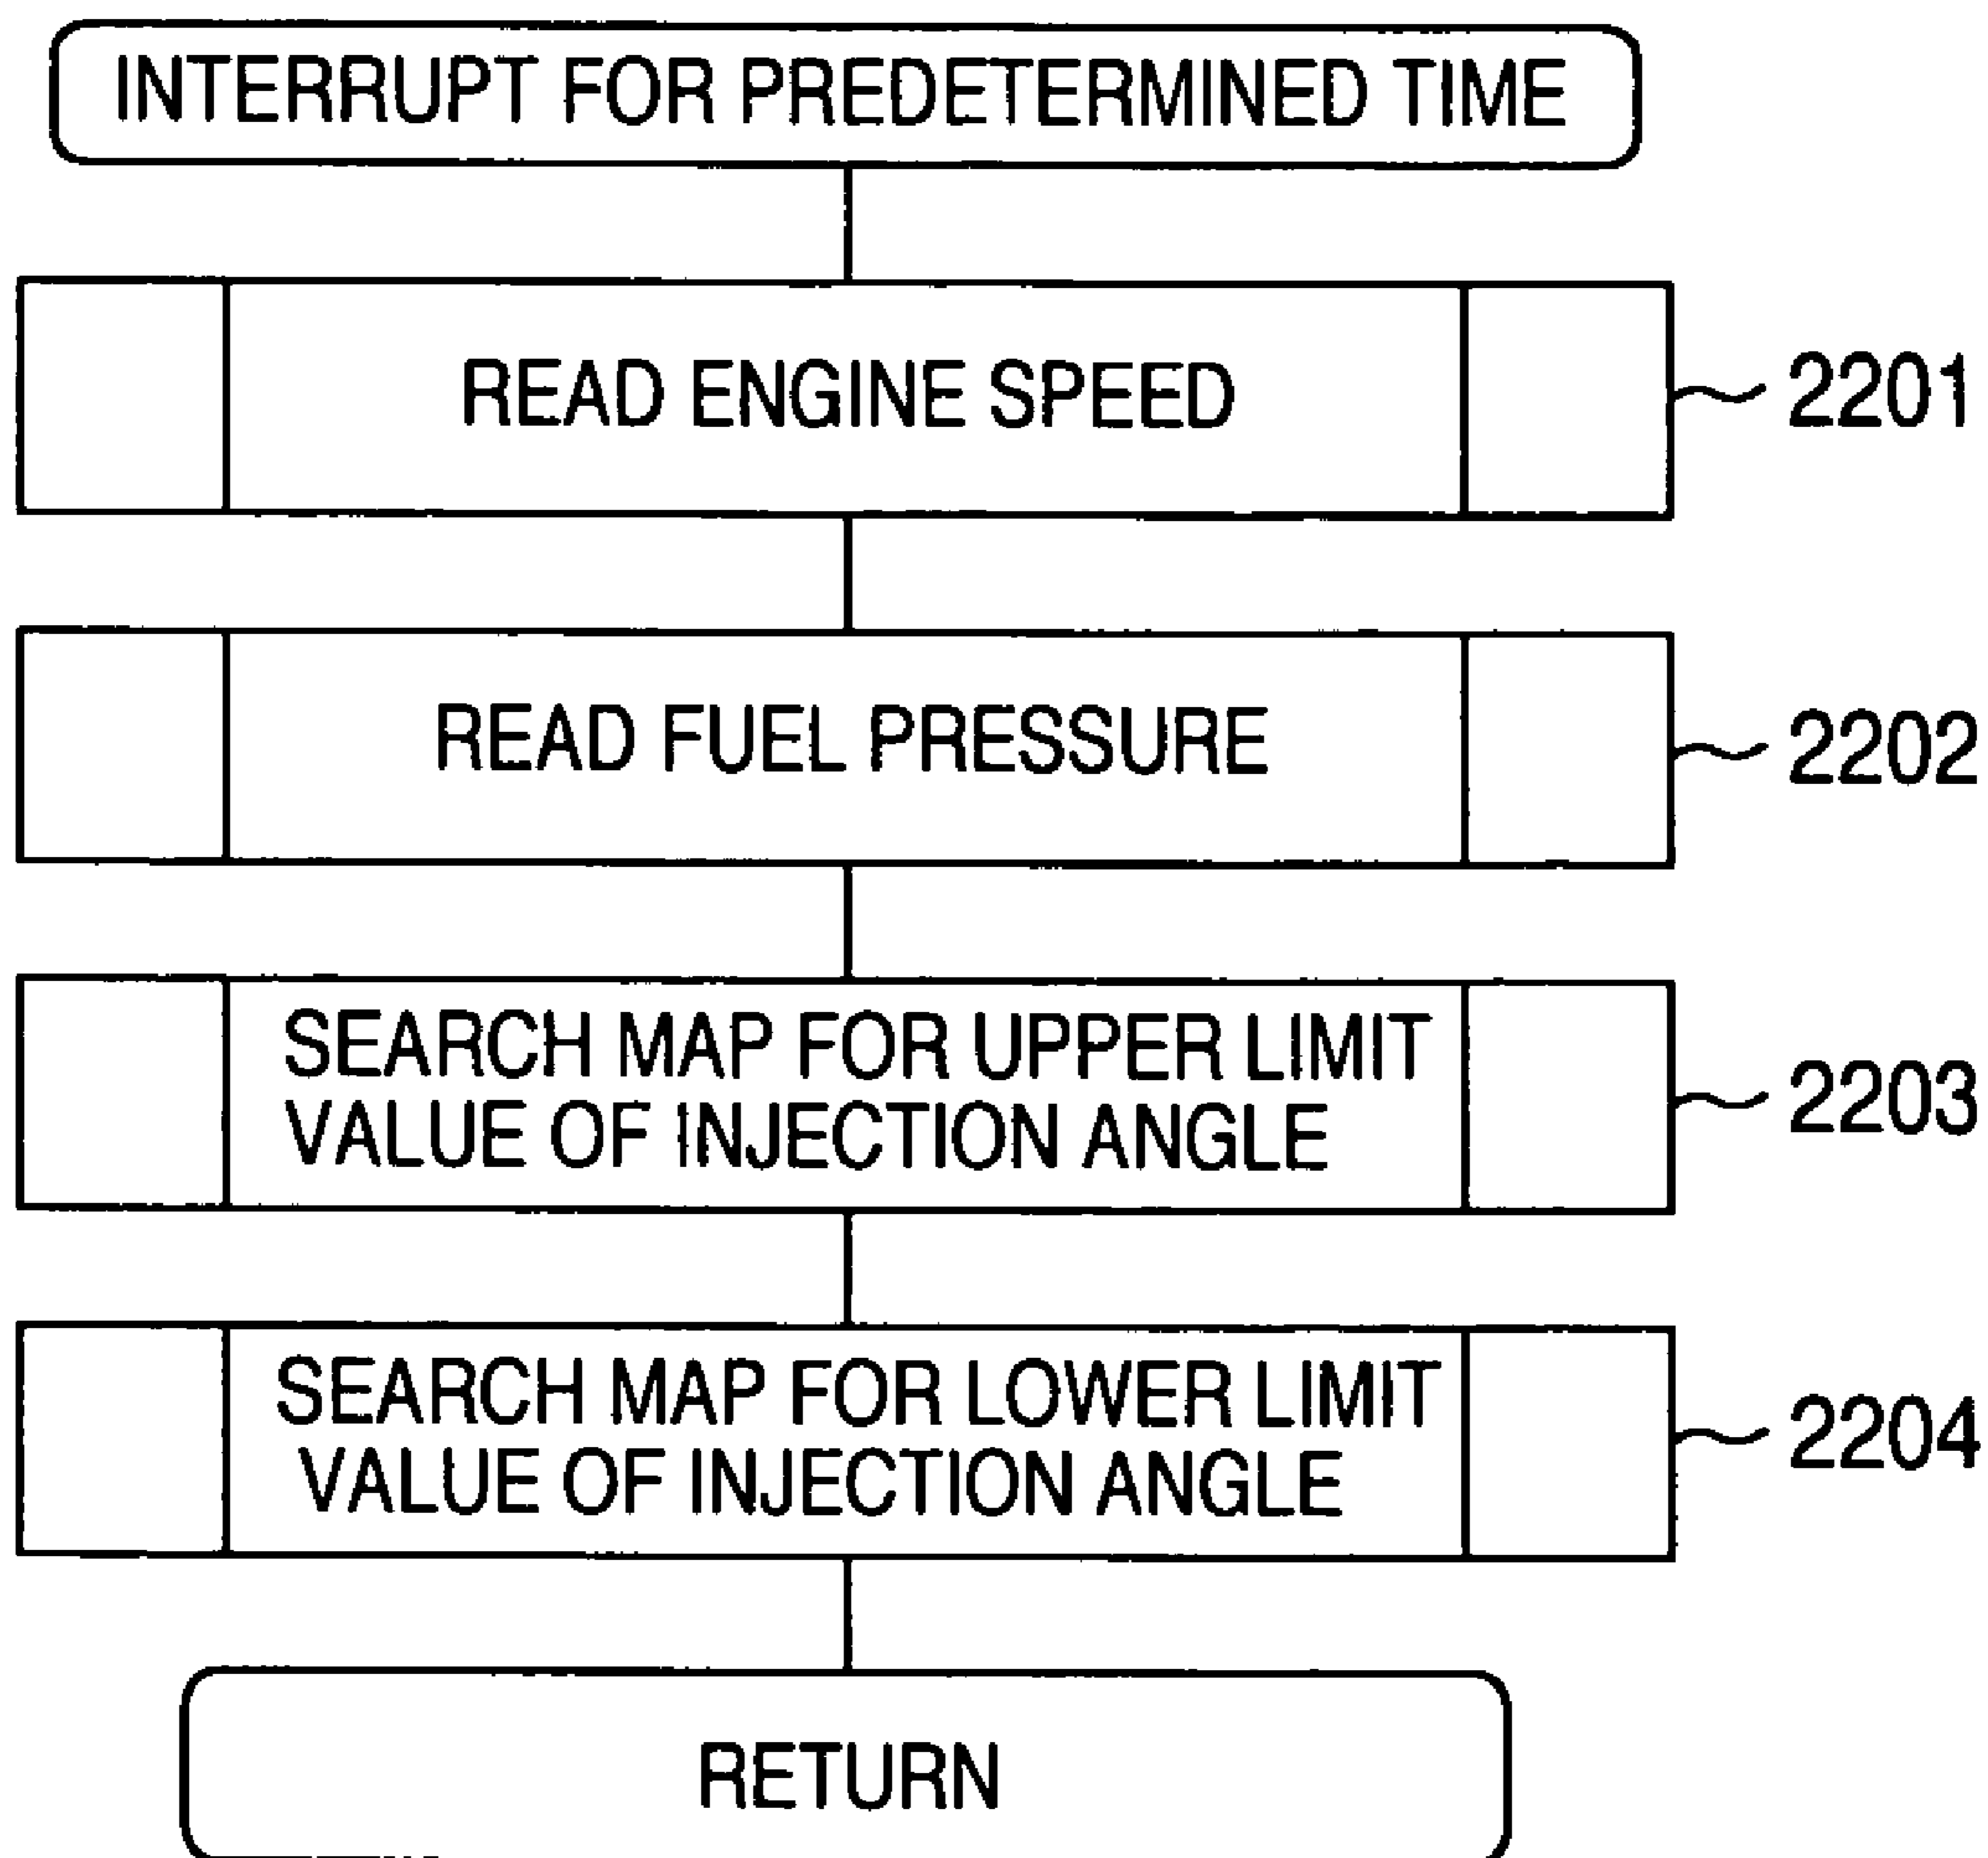 INTERRUPT FOR PREDETERMINED TIME
READ ENGINE SPEED
2201
READ FUEL PRESSURE
2202
SEARCH MAP FOR UPPER LIMIT
VALUE OF INJECTION ANGLE
2203
SEARCH MAP FOR LOWER LIMIT
VALUE OF INJECTION ANGLE
2204
RETURN